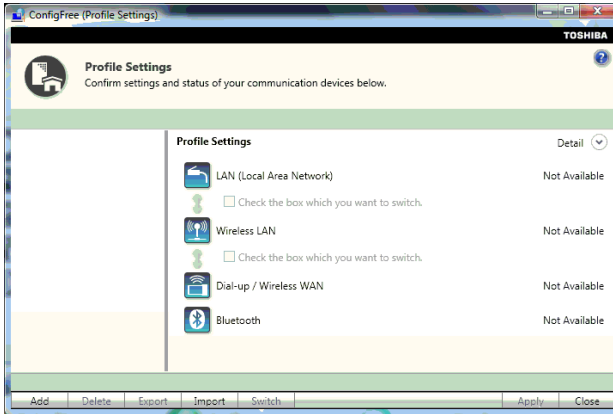 ConfigFree (Profile Settings)
TOSHIBA
Profile Settings
Confirm settings and status of your communication devices below.
?
Profile Settings
Detail
LAN (Local Area Network)
Not Available
Check the box which you want to switch.
Wireless LAN
Not Available
Check the box which you want to switch.
Dial-up / Wireless WAN
Not Available
Bluetooth
Not Available
Add Delete Export Import Switch Apply Close